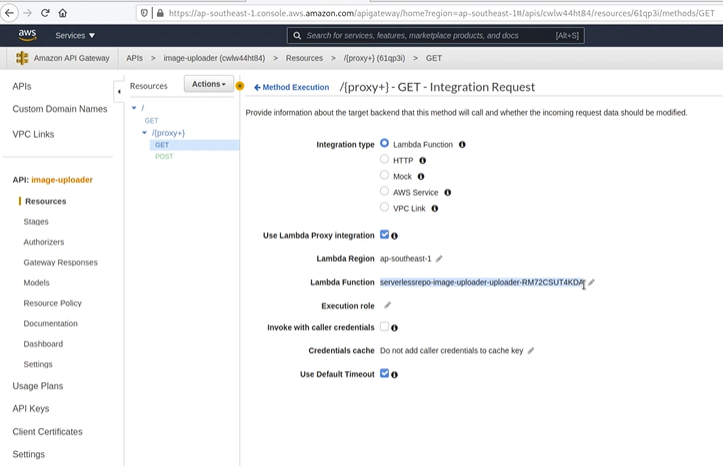 https://ap-southeast-1.console.aws.amazon.com/apigateway/home?region=ap-southeast-1#/apis/cwlw44ht84/resources/61qp3i/methods/GET
aws Services ▼ Search for services, features, marketplace products, and docs [Alt+S]
Amazon API Gateway APIs > image-uploader (cwlw44ht84) > Resources > /{proxy+} (61qp3i) > GET
APIs
Custom Domain Names
VPC Links
API: image-uploader
Resources
Stages
Authorizers
Gateway Responses
Models
Resource Policy
Documentation
Dashboard
Settings
Usage Plans
API Keys
Client Certificates
Settings
Resources Actions
/
GET
/{proxy+}
GET
POST
Method Execution /{proxy+} - GET - Integration Request
Provide information about the target backend that this method will call and whether the incoming request data should be modified.
Integration type Lambda Function
HTTP
Mock
AWS Service
VPC Link
Use Lambda Proxy integration
Lambda Region ap-southeast-1
Lambda Function serverlessrepo-image-uploader-uploader-RM72CSUT4KDA
Execution role
Invoke with caller credentials
Credentials cache Do not add caller credentials to cache key
Use Default Timeout